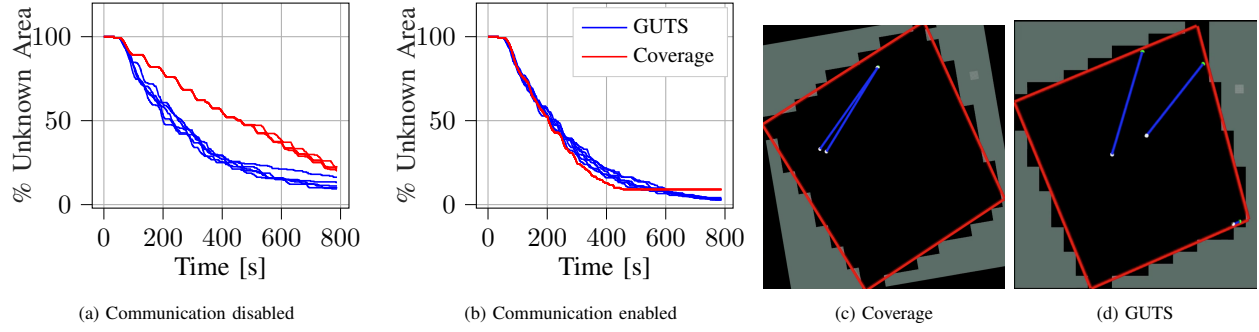 % Unknown Area
100
50
0
0 200 400 600 800
Time [s]
(a) Communication disabled
% Unknown Area
100
50
0
0 200 400 600 800
Time [s]
GUTS
Coverage
(b) Communication enabled
(c) Coverage
(d) GUTS